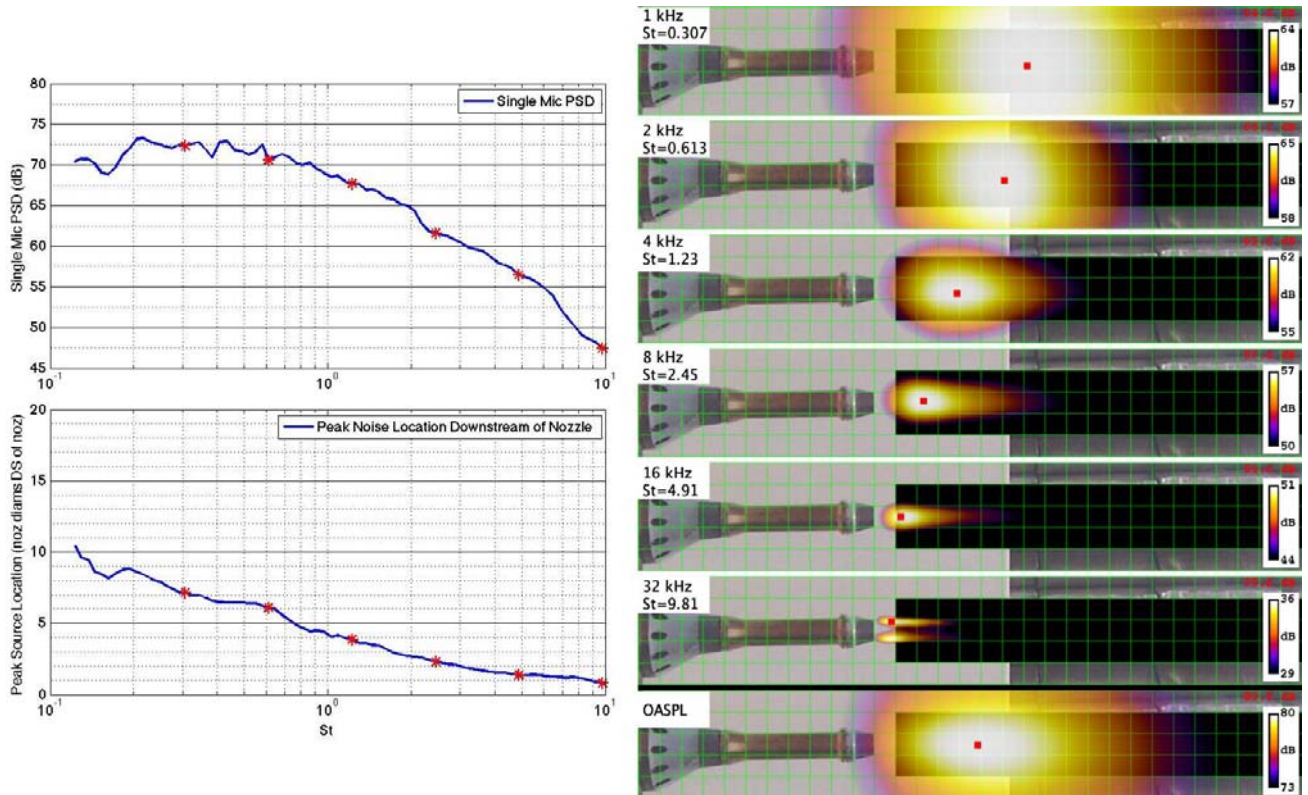 80
75
70
65
60
55
50
45
Single Mic PSD (dB)
Single Mic PSD
10⁻¹
10⁰
10¹
20
15
10
5
0
Peak Source Location (noz diams DS of noz)
Peak Noise Location Downstream of Nozzle
10⁻¹
10⁰
10¹
St
1 kHz
St=0.307
64
dB
57
2 kHz
St=0.613
65
dB
58
4 kHz
St=1.23
62
dB
55
8 kHz
St=2.45
57
dB
50
16 kHz
St=4.91
51
dB
44
32 kHz
St=9.81
36
dB
29
OASPL
80
dB
73